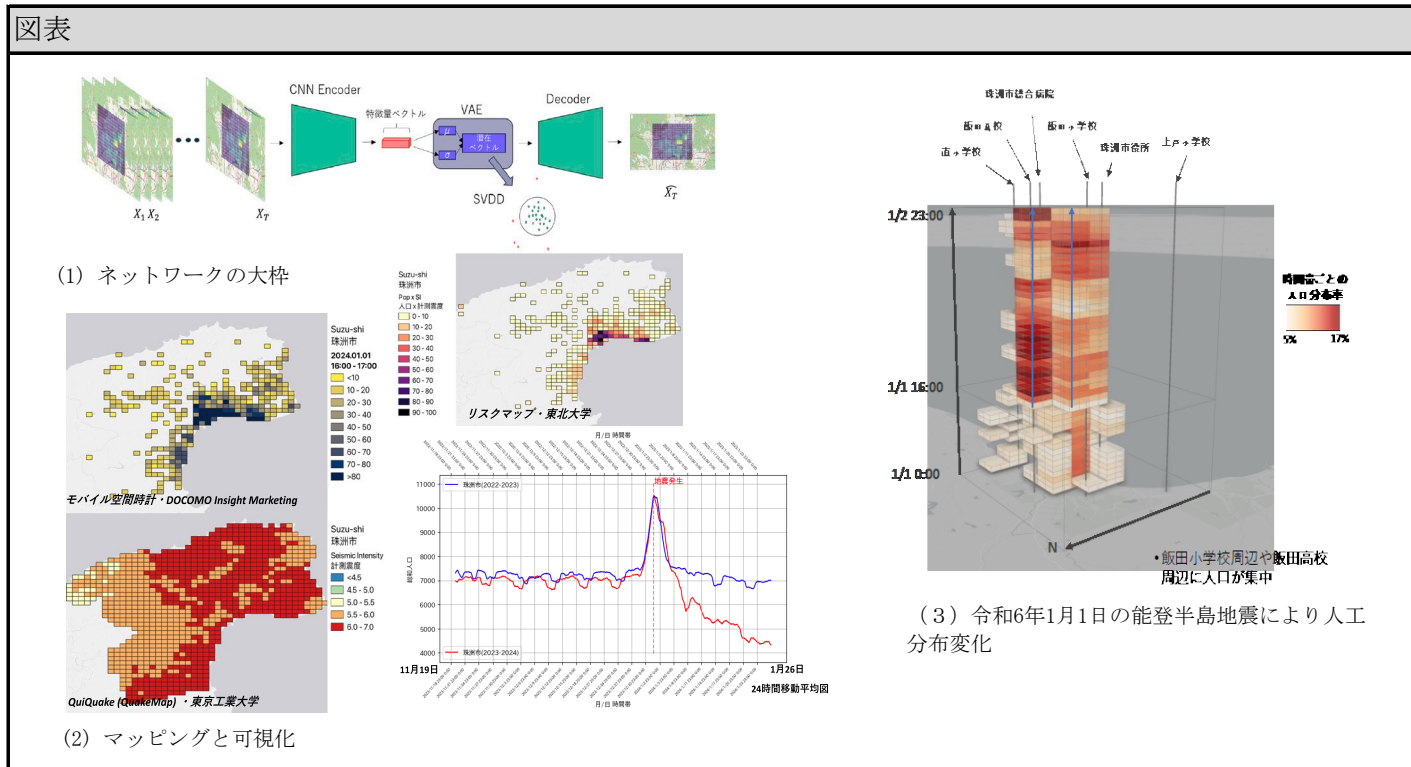 図表
CNN Encoder
特徴量ベクトル
VAE
μ
σ
潜在
ベクトル
Decoder
SVDD
X₁ X₂
X_T
X̂_T
(1) ネットワークの大枠
Suzu-shi
珠洲市
2024.01.01
16:00 - 17:00
<10
10 - 20
20 - 30
30 - 40
40 - 50
50 - 60
60 - 70
70 - 80
>80
モバイル空間時計・DOCOMO Insight Marketing
Suzu-shi
珠洲市
Seismic Intensity
計測震度
<4.5
4.5 - 5.0
5.0 - 5.5
5.5 - 6.0
6.0 - 7.0
QuiQuake (QuakeMap) ・東京工業大学
(2) マッピングと可視化
Suzu-shi
珠洲市
Pop x SI
人口 x 計測震度
0 - 10
10 - 20
20 - 30
30 - 40
40 - 50
50 - 60
60 - 70
70 - 80
80 - 90
90 - 100
リスクマップ・東北大学
月/日 時間帯
地震発生
珠洲市(2022-2023)
11000
10000
9000
8000
7000
6000
5000
4000
総総人口
珠洲市(2023-2024)
11月19日
1月26日
24時間移動平均図
月/日 時間帯
珠洲市総合病院
飯田高校
飯田小学校
直小学校
珠洲市役所
上戸小学校
1/2 23:00
1/1 16:00
1/1 0:00
時間帯ごとの
人口分布率
5%
17%
N
•飯田小学校周辺や飯田高校
周辺に人口が集中
(３) 令和6年1月1日の能登半島地震により人工
分布変化